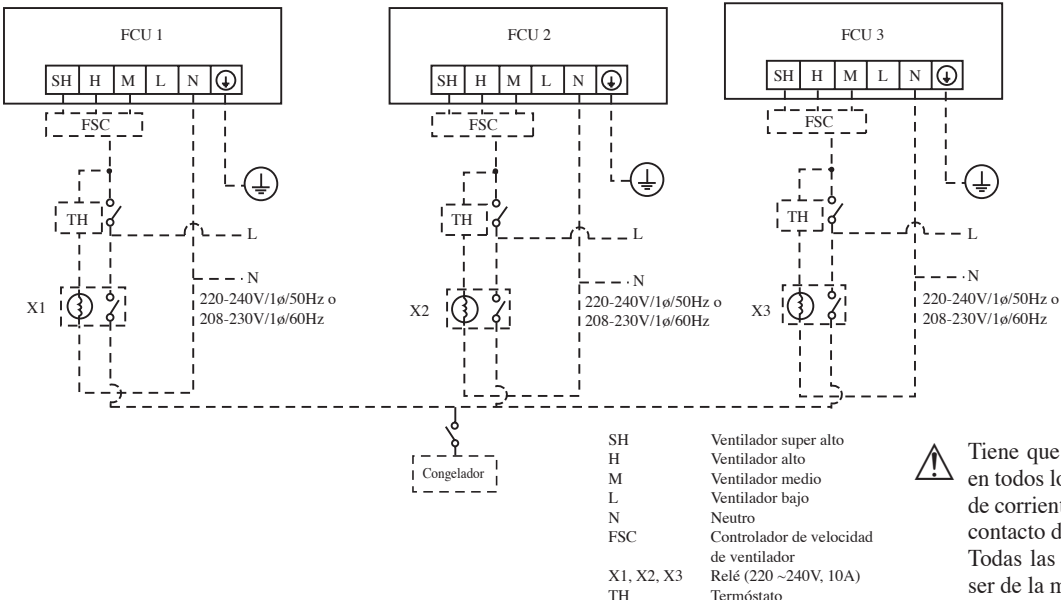 FCU 1
SH H M L N
FSC
TH
L
N
X1
220-240V/1ø/50Hz o
208-230V/1ø/60Hz
FCU 2
SH H M L N
FSC
TH
L
N
X2
220-240V/1ø/50Hz o
208-230V/1ø/60Hz
FCU 3
SH H M L N
FSC
TH
L
N
X3
220-240V/1ø/50Hz o
208-230V/1ø/60Hz
Congelador
SH Ventilador super alto
H Ventilador alto
M Ventilador medio
L Ventilador bajo
N Neutro
FSC Controlador de velocidad
de ventilador
X1, X2, X3 Relé (220 ~240V, 10A)
TH Termóstato
Tiene que
en todos lo
de corrient
contacto d
Todas las
ser de la m